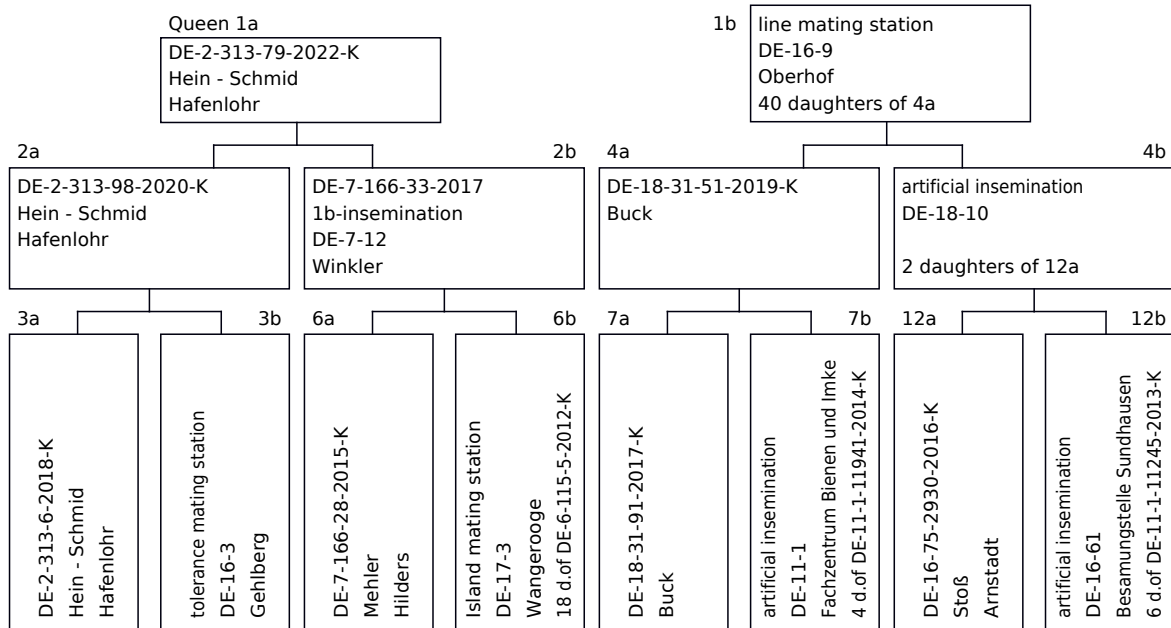 Queen 1a
DE-2-313-79-2022-K
Hein - Schmid
Hafenlohr
1b
line mating station
DE-16-9
Oberhof
40 daughters of 4a
2a
DE-2-313-98-2020-K
Hein - Schmid
Hafenlohr
2b
DE-7-166-33-2017
1b-insemination
DE-7-12
Winkler
4a
DE-18-31-51-2019-K
Buck
4b
artificial insemination
DE-18-10
2 daughters of 12a
3a
DE-2-313-6-2018-K
Hein - Schmid
Hafenlohr
3b
tolerance mating station
DE-16-3
Gehlberg
6a
DE-7-166-28-2015-K
Mehler
Hilders
6b
Island mating station
DE-17-3
Wangerooge
18 d.of DE-6-115-5-2012-K
7a
DE-18-31-91-2017-K
Buck
7b
artificial insemination
DE-11-1
Fachzentrum Bienen und Imke
4 d.of DE-11-1-11941-2014-K
12a
DE-16-75-2930-2016-K
Stoß
Arnstadt
12b
artificial insemination
DE-16-61
Besamungstelle Sundhausen
6 d.of DE-11-1-11245-2013-K